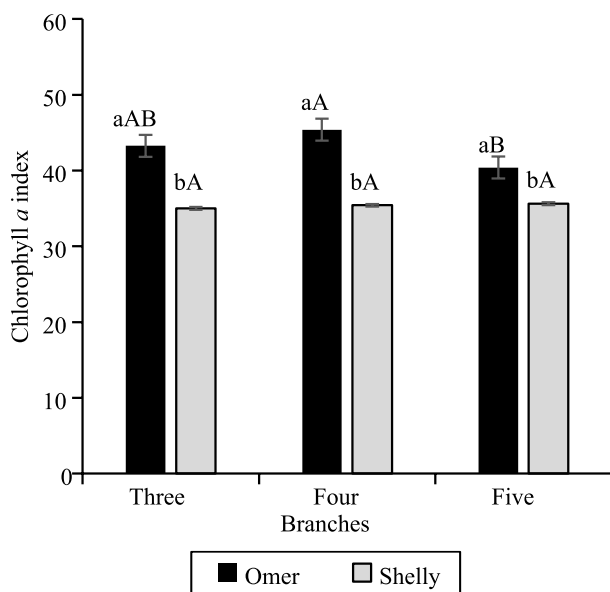 60
50
40
30
20
10
0
Chlorophyll a index
aAB
bA
aA
bA
aB
bA
Three Four Five
Branches
Omer Shelly